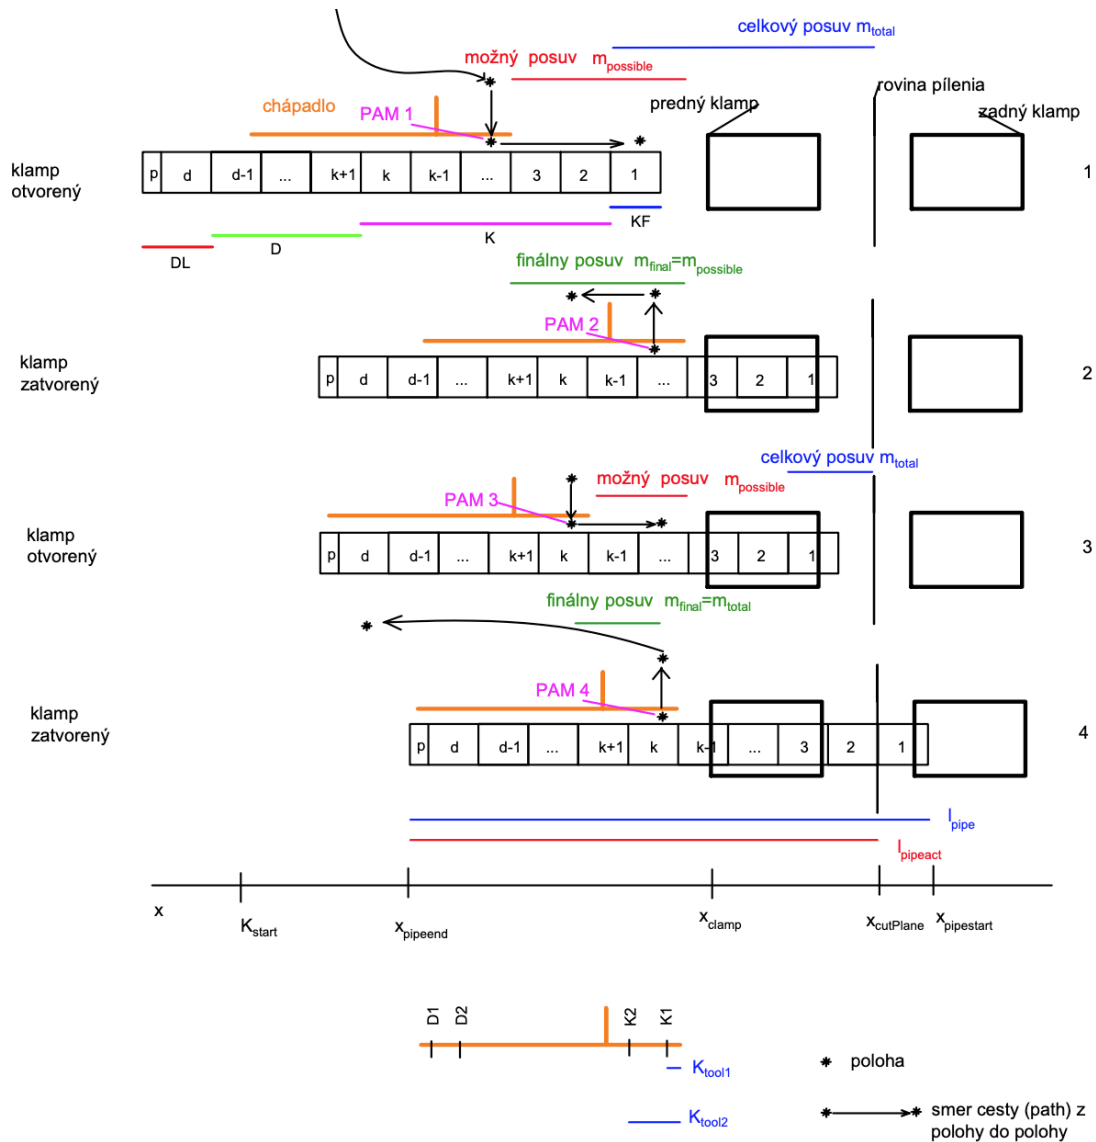 celkový posuv m_total
možný posuv m_possible
rovina pílenia
chápadlo
PAM 1
predný klamp
zadný klamp
klamp
otvorený
p d d-1 ... k+1 k k-1 ... 3 2 1
1
DL D K KF
finálny posuv m_final=m_possible
PAM 2
klamp
zatvorený
p d d-1 ... k+1 k k-1 ... 3 2 1
2
celkový posuv m_total
možný posuv m_possible
PAM 3
klamp
otvorený
p d d-1 ... k+1 k k-1 ... 3 2 1
3
finálny posuv m_final=m_total
PAM 4
klamp
zatvorený
p d d-1 ... k+1 k k-1 ... 3 2 1
4
l_pipe
l_pipeact
x K_start x_pipeend x_clamp x_cutPlane x_pipestart
D1 D2 K2 K1
K_tool1
K_tool2
poloha
smer cesty (path) z
polohy do polohy